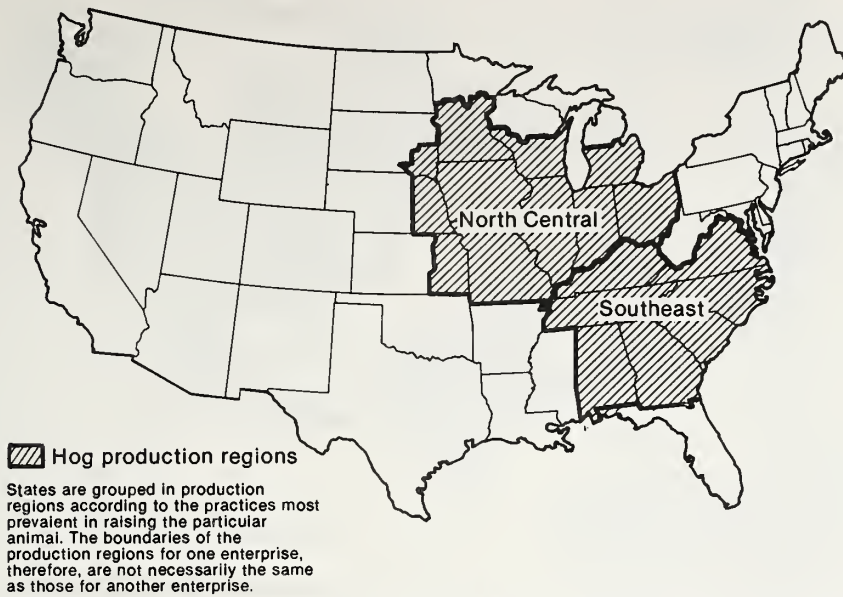 North Central
Southeast
Hog production regions
States are grouped in production
regions according to the practices most
prevalent in raising the particular
animal. The boundaries of the
production regions for one enterprise,
therefore, are not necessarily the same
as those for another enterprise.